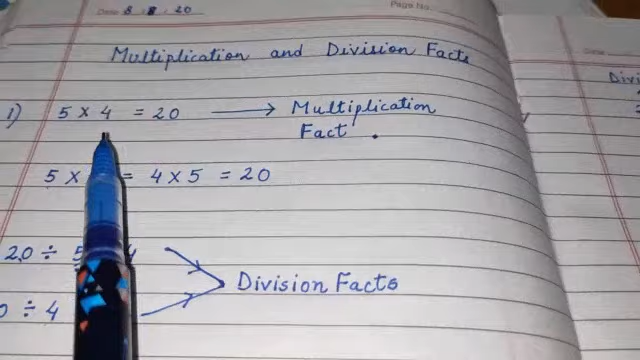 Date 8 . 8 . 20
Page No.
Multiplication and Division Facts
1) 5 × 4 = 20 → Multiplication
Fact .
5 × = 4 × 5 = 20
20 ÷ 5
Division Facts
÷ 4
Date